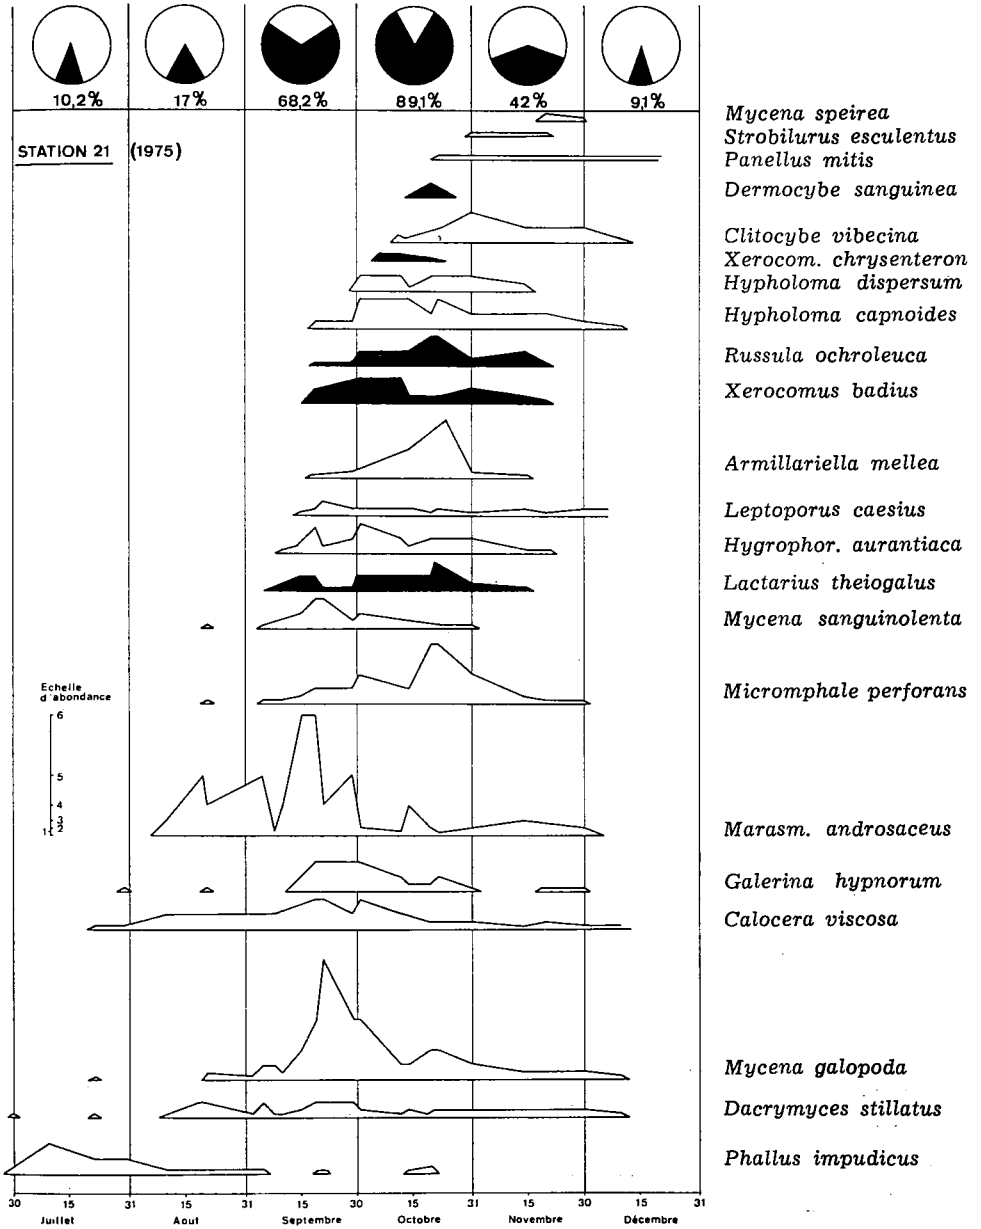 10,2% 17% 68,2% 89,1% 42% 9,1%
STATION 21 (1975)
Mycena speirea
Strobilurus esculentus
Panellus mitis
Dermocybe sanguinea
Clitocybe vibecina
Xerocom. chrysenteron
Hypholoma dispersum
Hypholoma capnoides
Russula ochroleuca
Xerocomus badius
Armillariella mellea
Leptoporus caesius
Hygrophor. aurantiaca
Lactarius theiogalus
Mycena sanguinolenta
Micromphale perforans
Echelle
d'abondance
6
5
4
3
2
1
Marasm. androsaceus
Galerina hypnorum
Calocera viscosa
Mycena galopoda
Dacrymyces stillatus
Phallus impudicus
30 15 31 15 31 15 30 15 31 15 30 15 31
Juillet Aout Septembre Octobre Novembre Décembre